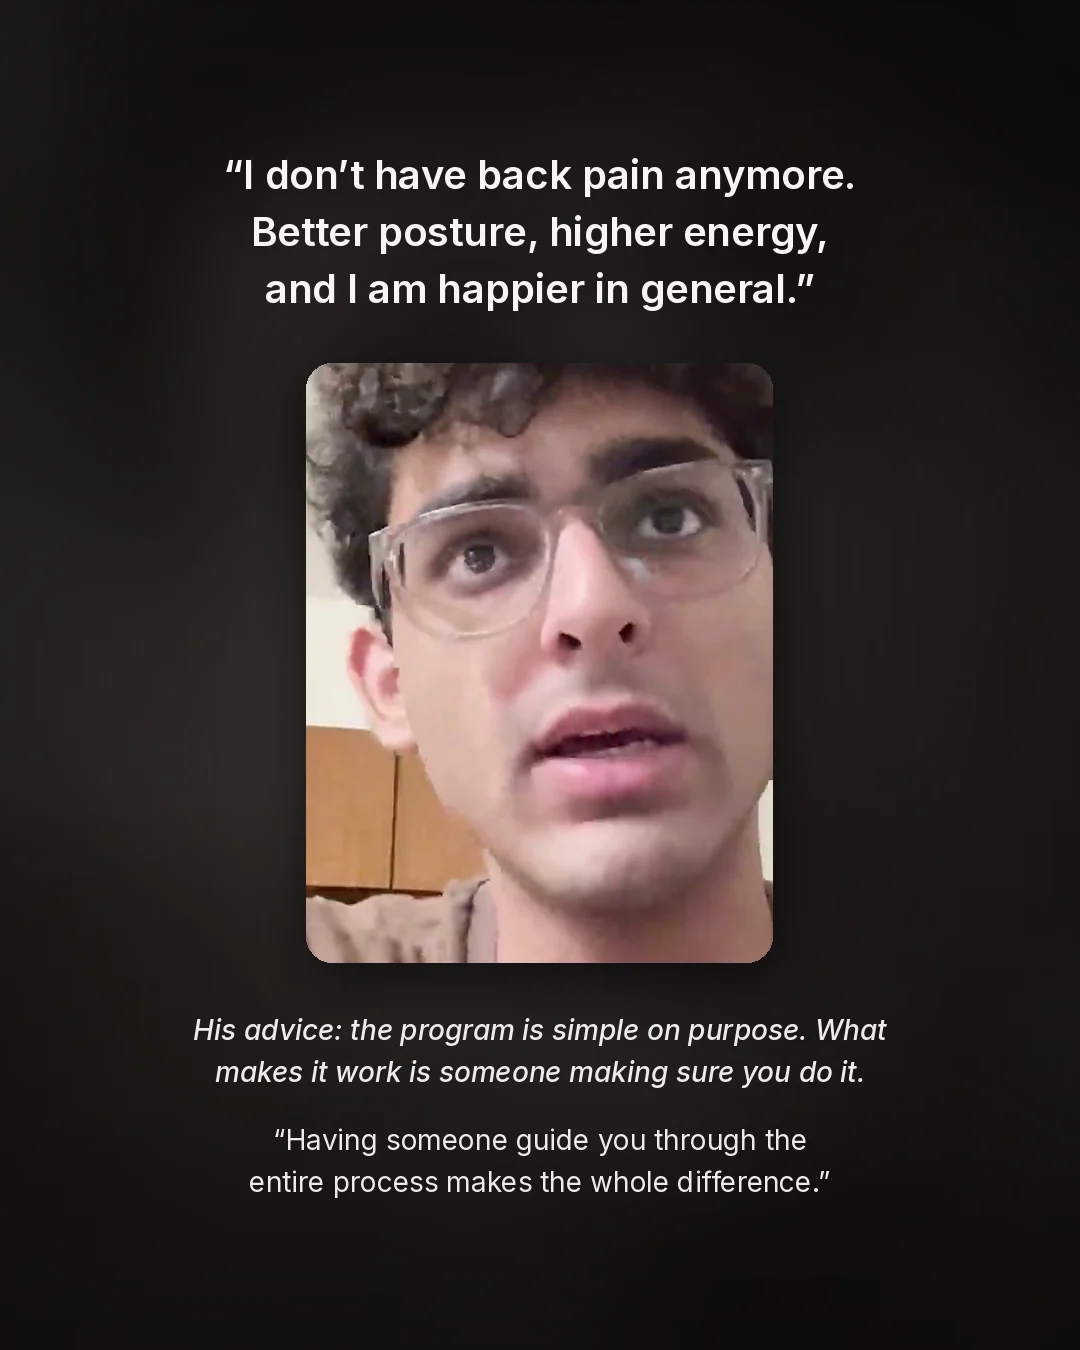 “I don’t have back pain anymore.
Better posture, higher energy,
and I am happier in general.”
His advice: the program is simple on purpose. What
makes it work is someone making sure you do it.
“Having someone guide you through the
entire process makes the whole difference.”